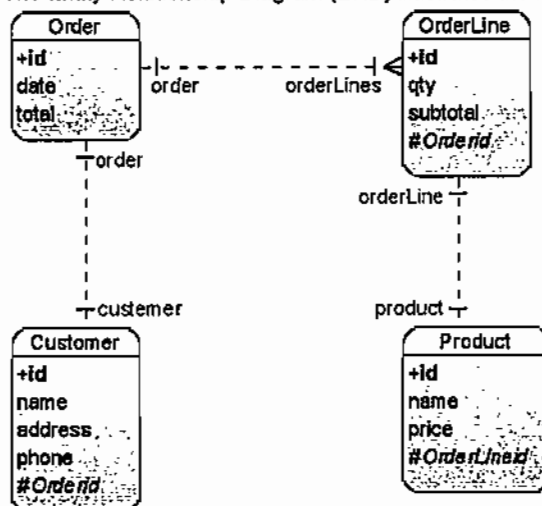 Order
+id
date
total
order
orderLines
OrderLine
+id
qty
subtotal
#Orderid
order
orderLine
custemer
product
Customer
+id
name
address
phone
#Orderid
Product
+id
name
price
#OrderLineid